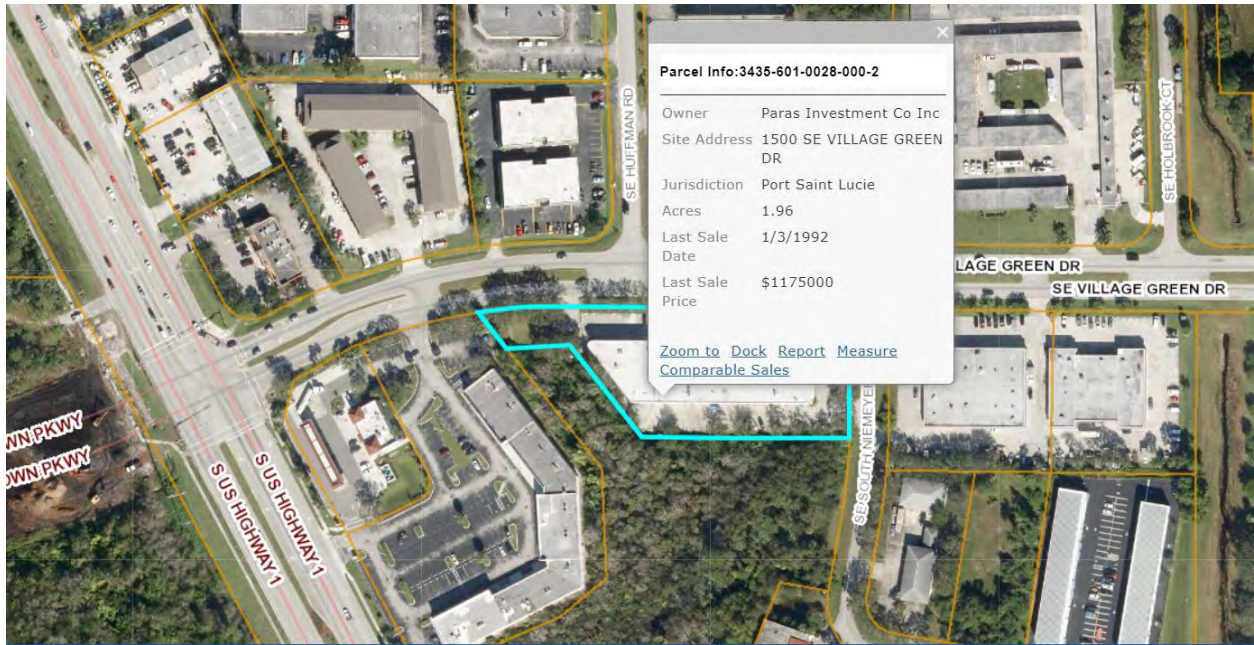 ×
Parcel Info:3435-601-0028-000-2
Owner Paras Investment Co Inc
Site Address 1500 SE VILLAGE GREEN
DR
Jurisdiction Port Saint Lucie
Acres 1.96
Last Sale 1/3/1992
Date
Last Sale $1175000
Price
Zoom to Dock Report Measure
Comparable Sales
SE HUFFMAN RD
SE HOLBROOK CT
LAGE GREEN DR
SE VILLAGE GREEN DR
SE SOUTH NIEMEYE
WN PKWY
OWN PKWY
S US HIGHWAY 1
S US HIGHWAY 1